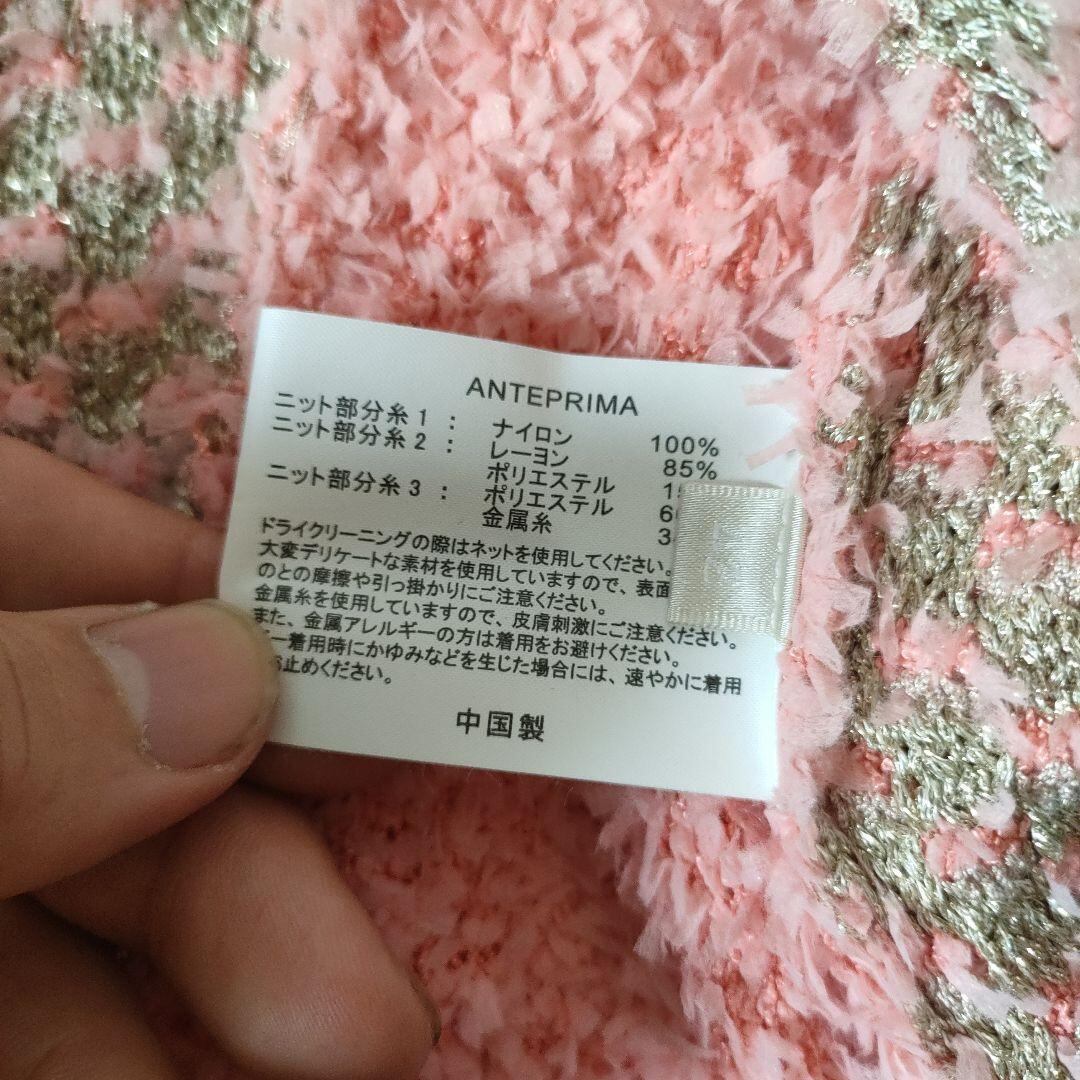 ANTEPRIMA
ニット部分糸1: ナイロン 100%
ニット部分糸2: レーヨン 85%
ポリエステル
ニット部分糸3: ポリエステル
金属糸
ドライクリーニングの際はネットを使用してください。
大変デリケートな素材を使用していますので、表面
のとの摩擦や引っ掛かりにご注意ください。
金属糸を使用していますので、皮膚刺激にご注意ください。
また、金属アレルギーの方は着用をお避けください。
一着用時にかゆみなどを生じた場合には、速やかに着用
止めください。
中国製